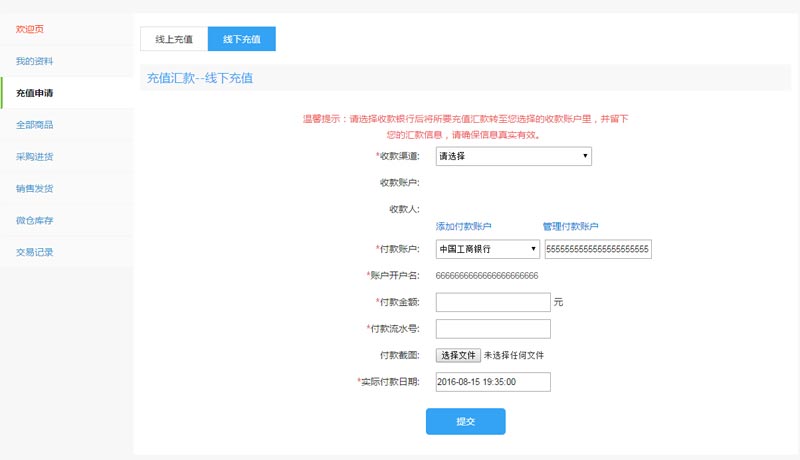 欢迎页
我的资料
充值申请
全部商品
采购进货
销售发货
微仓库存
交易记录
线上充值 线下充值
充值汇款--线下充值
温馨提示：请选择收款银行后将所要充值汇款转至您选择的收款账户里，并留下
您的汇款信息，请确保信息真实有效。
*收款渠道: 请选择
收款账户:
收款人:
添加付款账户 管理付款账户
*付款账户: 中国工商银行 5555555555555555555555
*账户开户名: 6666666666666666666666
*付款金额: 元
*付款流水号:
付款截图: 选择文件 未选择任何文件
*实际付款日期: 2016-08-15 19:35:00
提交